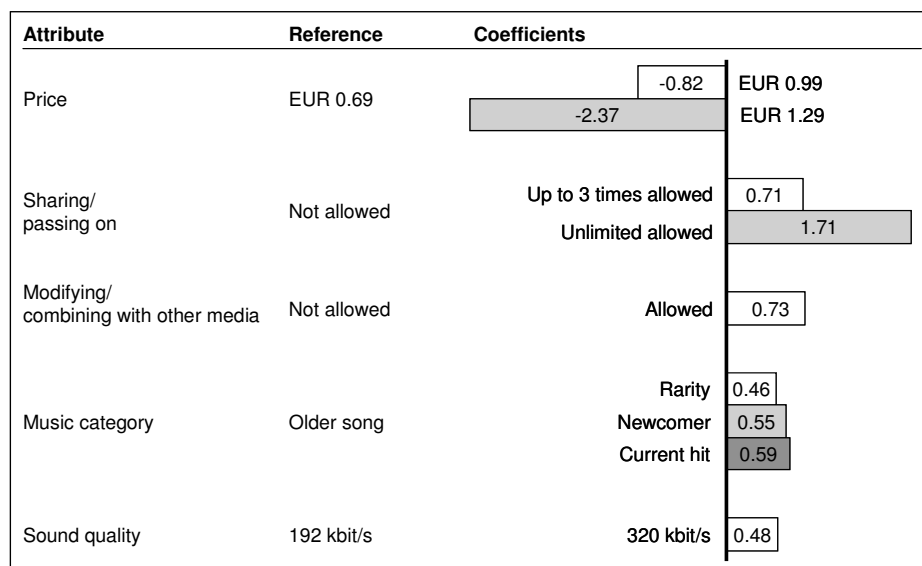 Attribute Reference Coefficients
-0.82 EUR 0.99
Price EUR 0.69
-2.37 EUR 1.29
Sharing/
passing on
Not allowed
Up to 3 times allowed 0.71
Unlimited allowed 1.71
Modifying/
combining with other media
Not allowed Allowed 0.73
Rarity 0.46
Music category Older song Newcomer 0.55
Current hit 0.59
Sound quality 192 kbit/s 320 kbit/s 0.48